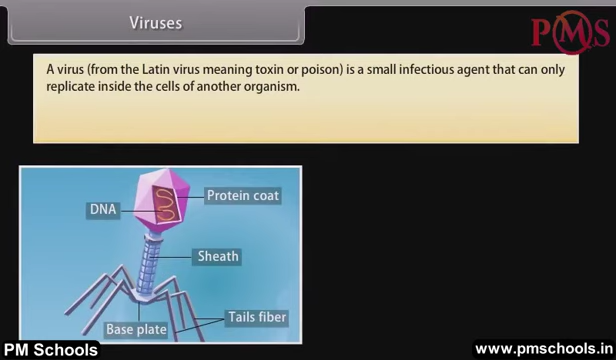 Viruses
PMS
A virus (from the Latin virus meaning toxin or poison) is a small infectious agent that can only
replicate inside the cells of another organism.
Protein coat
DNA
Sheath
Tails fiber
Base plate
PM Schools
www.pmschools.in